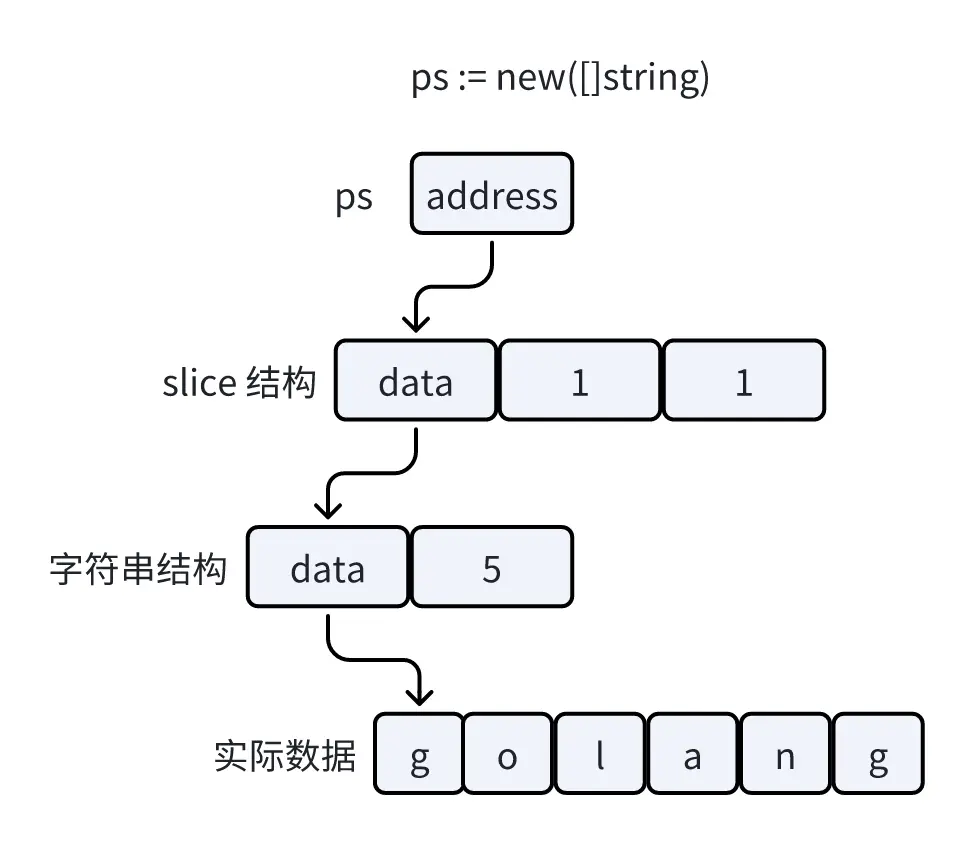 ps := new([]string)
ps address
slice 结构 data 1 1
字符串结构 data 5
实际数据 g o l a n g